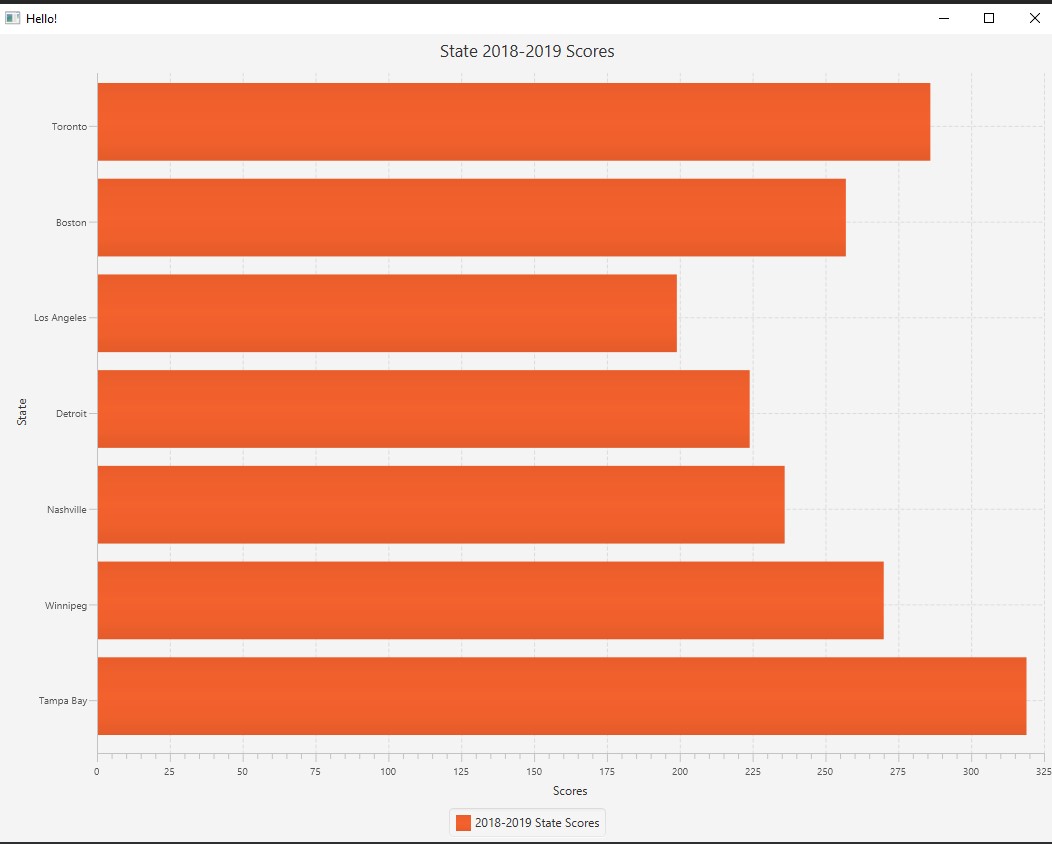 Hello!
State 2018-2019 Scores
Toronto
Boston
Los Angeles
Detroit
Nashville
Winnipeg
Tampa Bay
State
0 25 50 75 100 125 150 175 200 225 250 275 300 325
Scores
2018-2019 State Scores